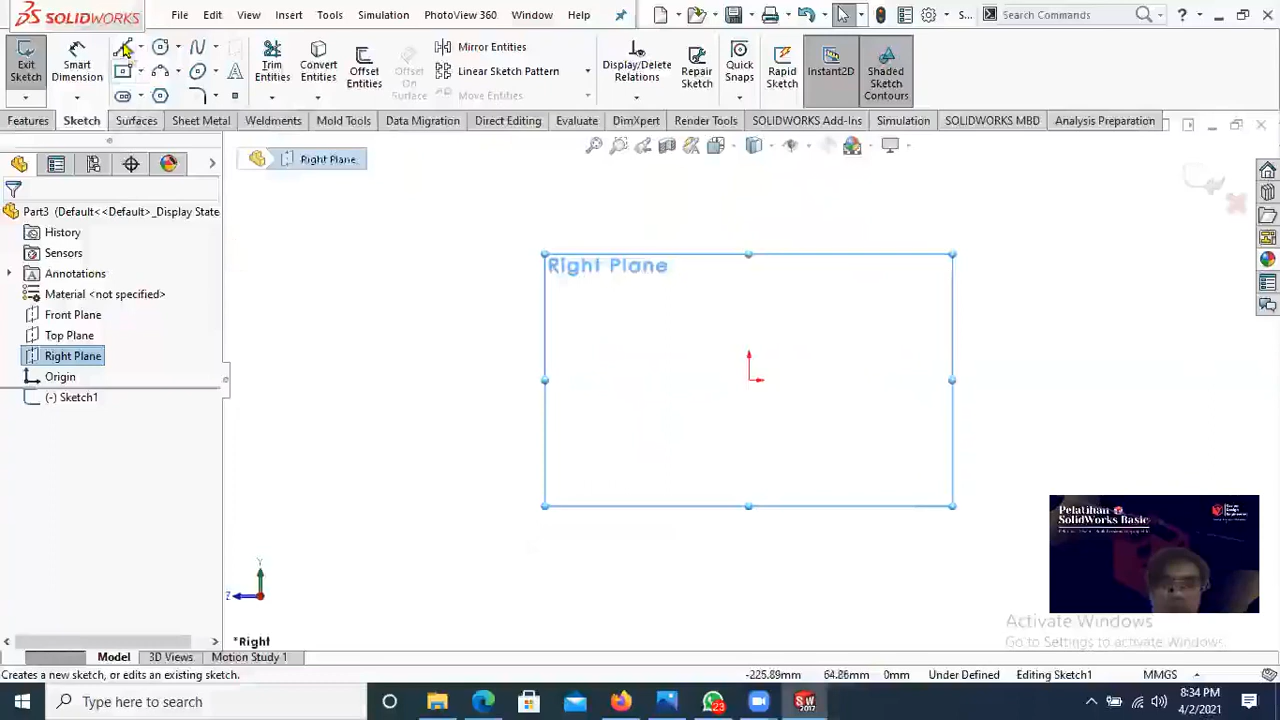 SOLIDWORKS File Edit View Insert Tools Simulation PhotoView 360 Window Help S... Search Commands
Exit Sketch
Smart Dimension
Trim Entities
Convert Entities
Offset Entities
Offset On Surface
Mirror Entities
Linear Sketch Pattern
Move Entities
Display/Delete Relations
Repair Sketch
Quick Snaps
Rapid Sketch
Instant2D
Shaded Sketch Contours
Features Sketch Surfaces Sheet Metal Weldments Mold Tools Data Migration Direct Editing Evaluate DimXpert Render Tools SOLIDWORKS Add-Ins Simulation SOLIDWORKS MBD Analysis Preparation
Right Plane
Part3 (Default<<Default>_Display State
History
Sensors
Annotations
Material <not specified>
Front Plane
Top Plane
Right Plane
Origin
(-) Sketch1
Right Plane
Y
Z
*Right
Pelatihan
SolidWorks Basic
Activate Windows
Go to Settings to activate Windows.
Model 3D Views Motion Study 1
Creates a new sketch, or edits an existing sketch. -225.89mm 64.86mm 0mm Under Defined Editing Sketch1 MMGS
Type here to search
23
SW
2017
8:34 PM
4/2/2021